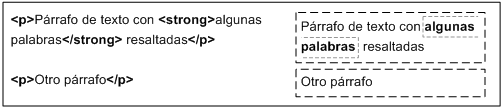 <p>Párrafo de texto con <strong>algunas
palabras</strong> resaltadas</p>
<p>Otro párrafo</p>
Párrafo de texto con algunas
palabras resaltadas
Otro párrafo